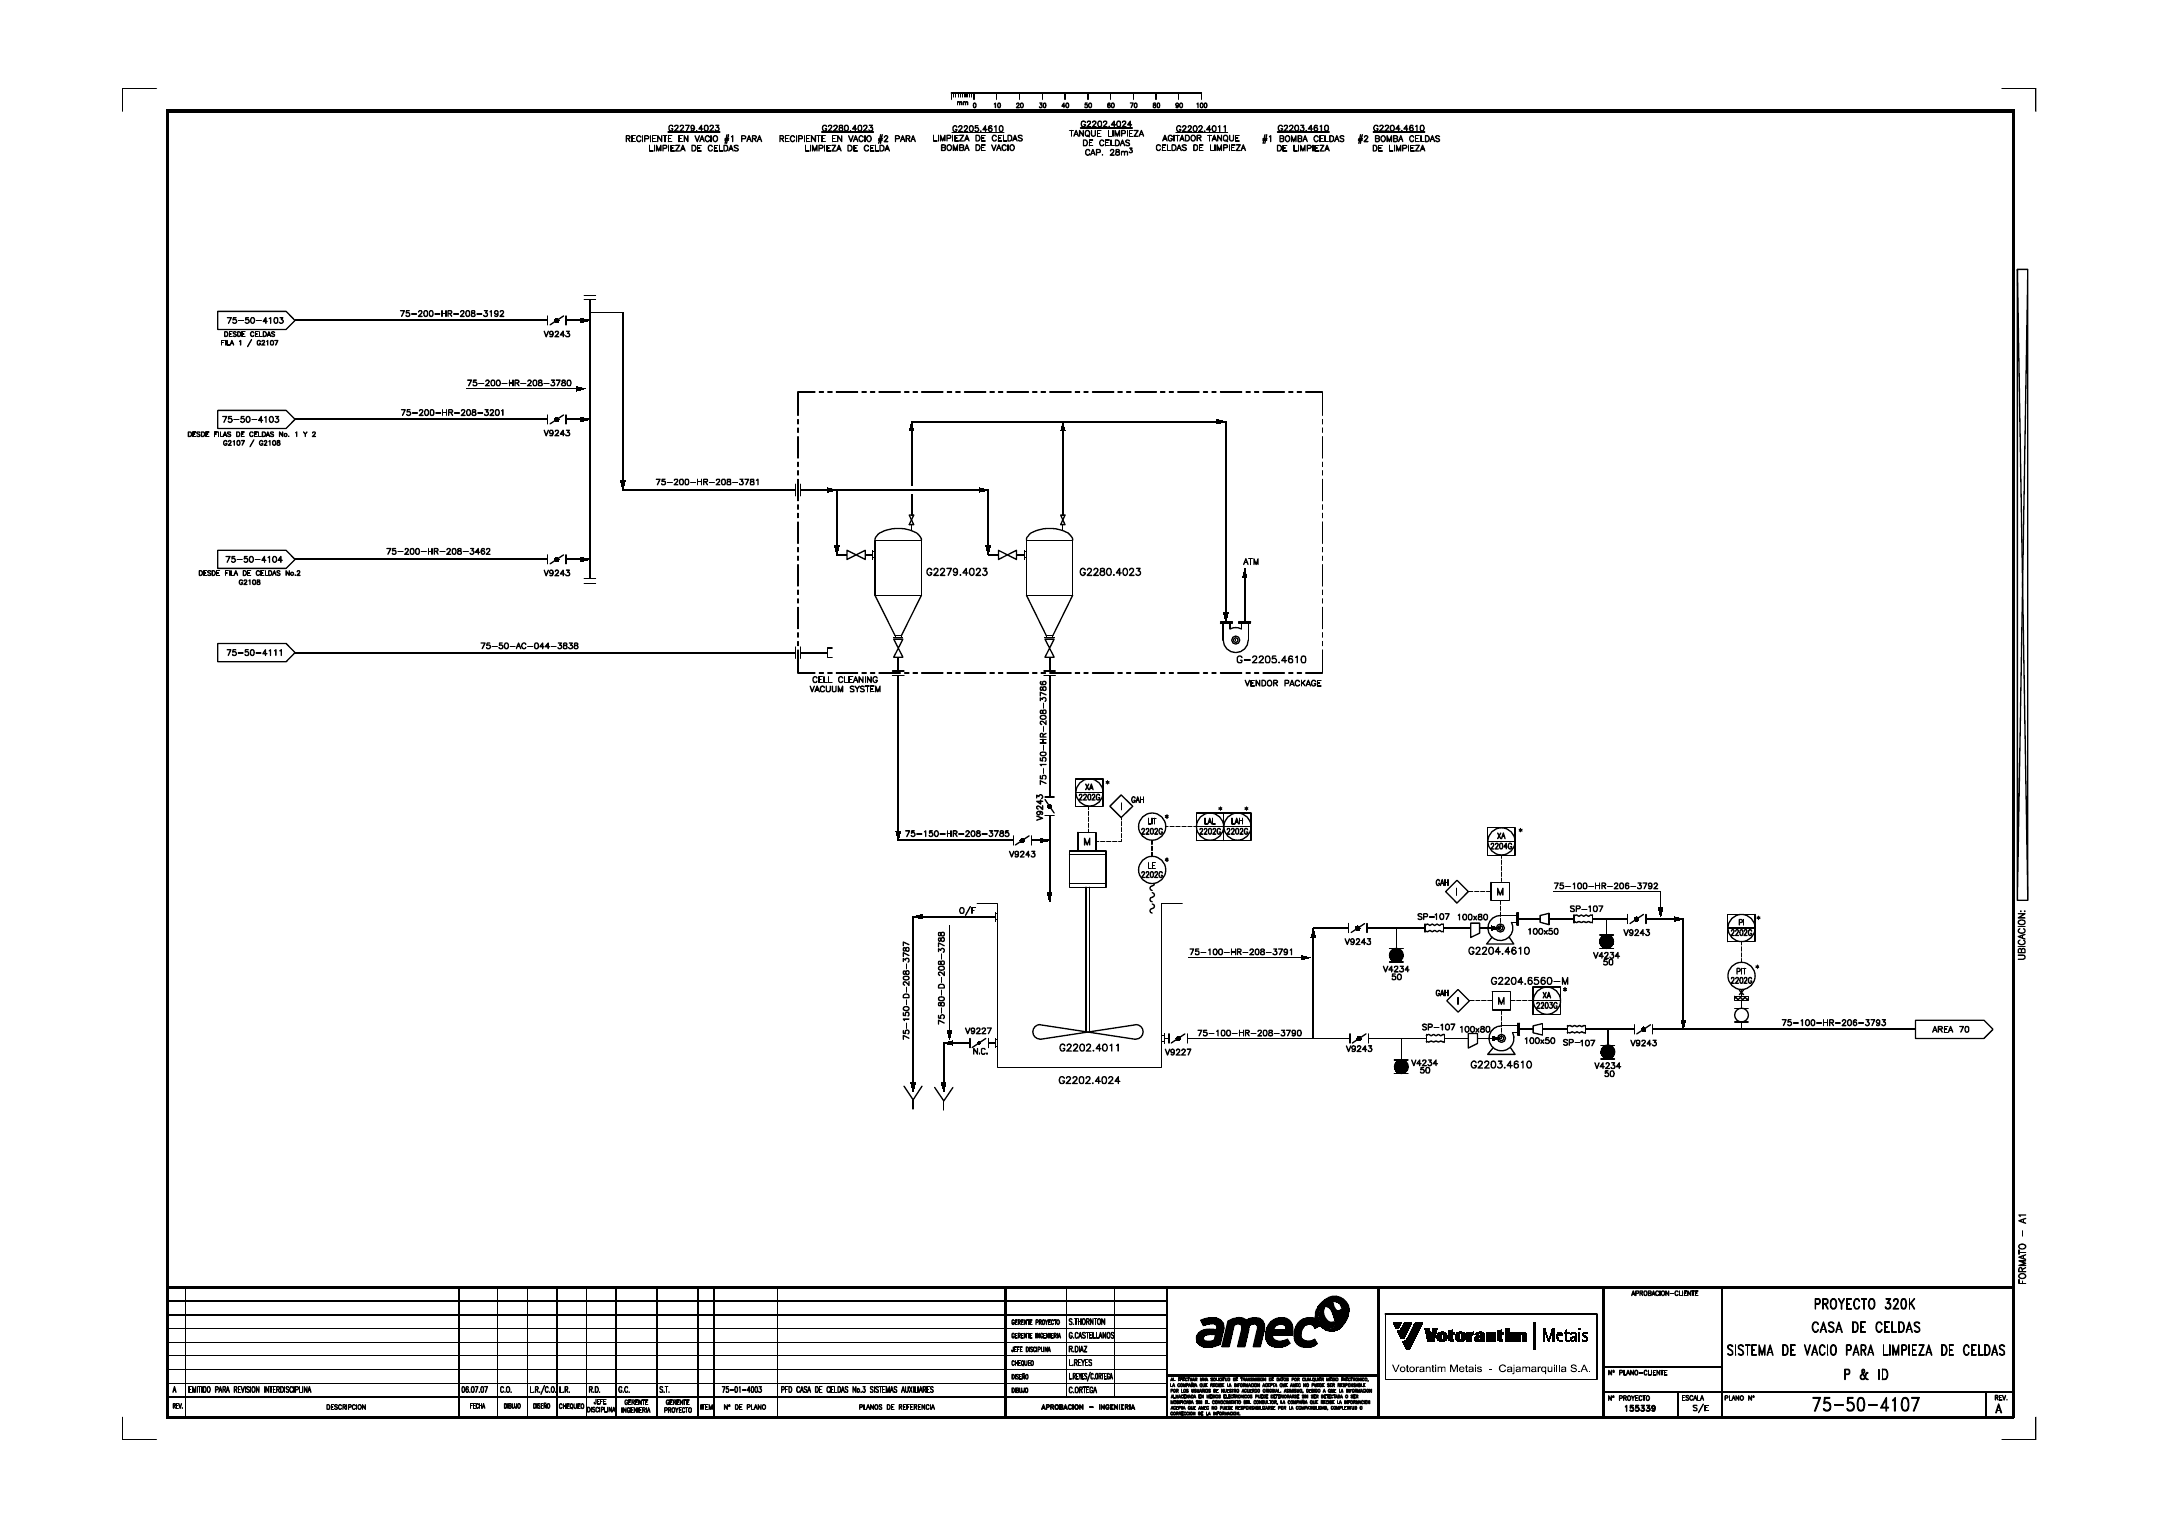 mm 0 10 20 30 40 50 60 70 80 90 100
G2279.4023
RECIPIENTE EN VACIO #1 PARA
LIMPIEZA DE CELDAS
G2280.4023
RECIPIENTE EN VACIO #2 PARA
LIMPIEZA DE CELDA
G2205.4610
LIMPIEZA DE CELDAS
BOMBA DE VACIO
G2202.4024
TANQUE LIMPIEZA
DE CELDAS
CAP. 28m³
G2202.4011
AGITADOR TANQUE
CELDAS DE LIMPIEZA
G2203.4610
#1 BOMBA CELDAS
DE LIMPIEZA
G2204.4610
#2 BOMBA CELDAS
DE LIMPIEZA
75-50-4103
DESDE CELDAS
FILA 1 / G2107
75-200-HR-208-3192
V9243
75-200-HR-208-3780
75-50-4103
DESDE FILAS DE CELDAS No. 1 Y 2
G2107 / G2108
75-200-HR-208-3201
V9243
75-200-HR-208-3781
75-50-4104
DESDE FILA DE CELDAS No.2
G2108
75-200-HR-208-3462
V9243
G2279.4023
G2280.4023
ATM
G-2205.4610
75-50-4111
75-50-AC-044-3838
CELL CLEANING
VACUUM SYSTEM
VENDOR PACKAGE
75-150-HR-208-3786
V9243
75-150-HR-208-3785
V9243
XA
2202G
*
I
GAH
M
LIT
2202G
*
LAL
2202G
*
LAH
2202G
*
LE
2202G
*
O/F
75-150-D-208-3787
75-80-D-208-3788
V9227
N.C.
G2202.4011
G2202.4024
V9227
75-100-HR-208-3790
75-100-HR-208-3791
V9243
V4234
50
SP-107
100x80
GAH
I
M
XA
2204G
*
G2204.4610
100x50
SP-107
V4234
50
V9243
75-100-HR-206-3792
V9243
V4234
50
SP-107
100x80
GAH
I
M
G2204.6560-M
XA
2203G
*
G2203.4610
100x50
SP-107
V4234
50
V9243
PI
2202G
*
PIT
2202G
*
75-100-HR-206-3793
AREA 70
UBICACION:
FORMATO - A1
A EMITIDO PARA REVISION INTERDISCIPLINA 06.07.07 C.O. L.R./C.O. L.R. R.D. G.C. S.T.
REV. DESCRIPCION FECHA DIBUJO DISEÑO CHEQUEO JEFE DISCIPLINA GERENTE INGENIERIA GERENTE PROYECTO
75-01-4003 PFD CASA DE CELDAS No.3 SISTEMAS AUXILIARES
ITEM N° DE PLANO PLANOS DE REFERENCIA
GERENTE PROYECTO S.THORNTON
GERENTE INGENIERIA G.CASTELLANOS
JEFE DISCIPLINA R.DIAZ
CHEQUEO L.REYES
DISEÑO L.REYES/C.ORTEGA
DIBUJO C.ORTEGA
APROBACION - INGENIERIA
amec
Votorantim | Metais
Votorantim Metais - Cajamarquilla S.A.
APROBACION-CLIENTE
N° PLANO-CLIENTE
N° PROYECTO
155339
ESCALA
S/E
PROYECTO 320K
CASA DE CELDAS
SISTEMA DE VACIO PARA LIMPIEZA DE CELDAS
P & ID
PLANO N°
75-50-4107
REV.
A